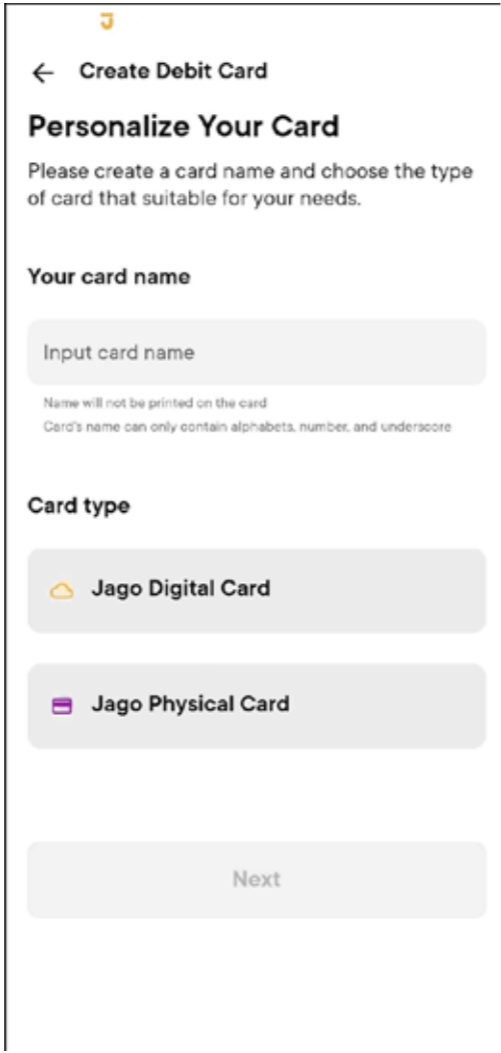 J
Create Debit Card
Personalize Your Card
Please create a card name and choose the type
of card that suitable for your needs.
Your card name
Input card name
Name will not be printed on the card
Card's name can only contain alphabets, number, and underscore
Card type
Jago Digital Card
Jago Physical Card
Next